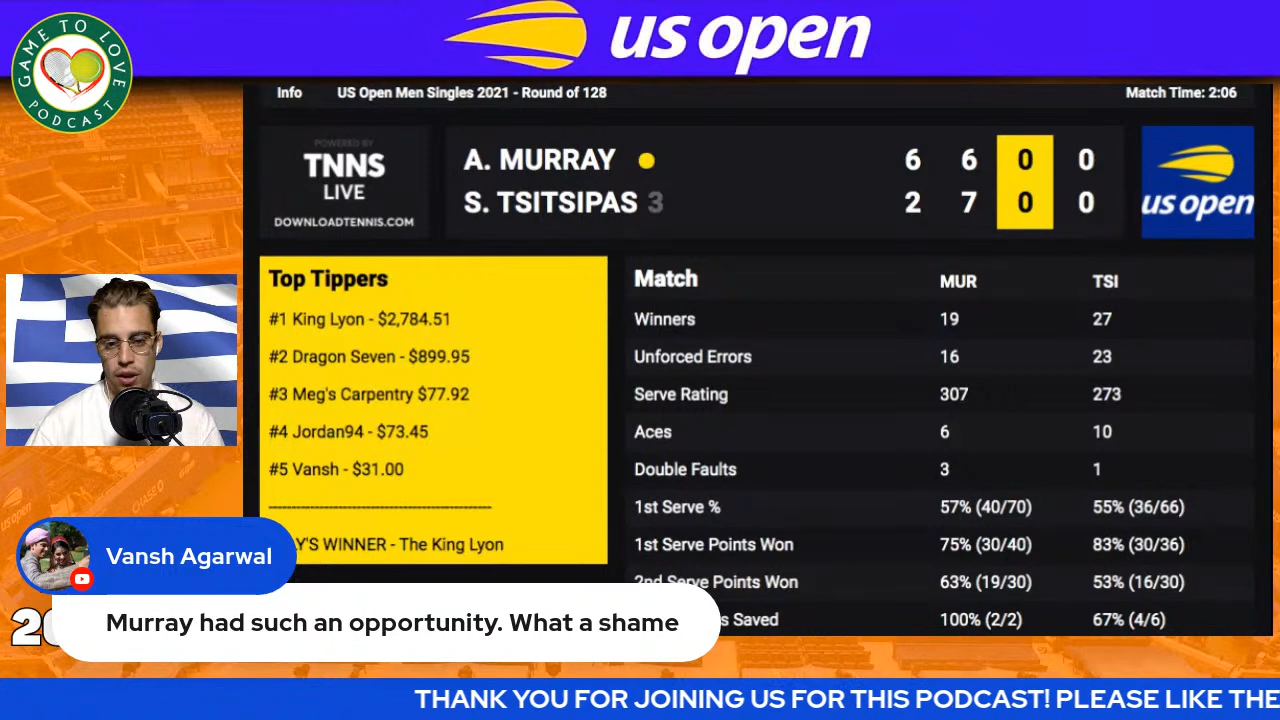 GAME TO LOVE
PODCAST
us open
Info US Open Men Singles 2021 - Round of 128 Match Time: 2:06
POWERED BY
TNNS
LIVE
DOWNLOADTENNIS.COM
A. MURRAY 6 6 0 0
S. TSITSIPAS 3 2 7 0 0
us open
Top Tippers
#1 King Lyon - $2,784.51
#2 Dragon Seven - $899.95
#3 Meg's Carpentry $77.92
#4 Jordan94 - $73.45
#5 Vansh - $31.00
---------------------------------------------------
LY'S WINNER - The King Lyon
Match MUR TSI
Winners 19 27
Unforced Errors 16 23
Serve Rating 307 273
Aces 6 10
Double Faults 3 1
1st Serve % 57% (40/70) 55% (36/66)
1st Serve Points Won 75% (30/40) 83% (30/36)
2nd Serve Points Won 63% (19/30) 53% (16/30)
Saved 100% (2/2) 67% (4/6)
us open
CHASE
Vansh Agarwal
Murray had such an opportunity. What a shame
THANK YOU FOR JOINING US FOR THIS PODCAST! PLEASE LIKE THE